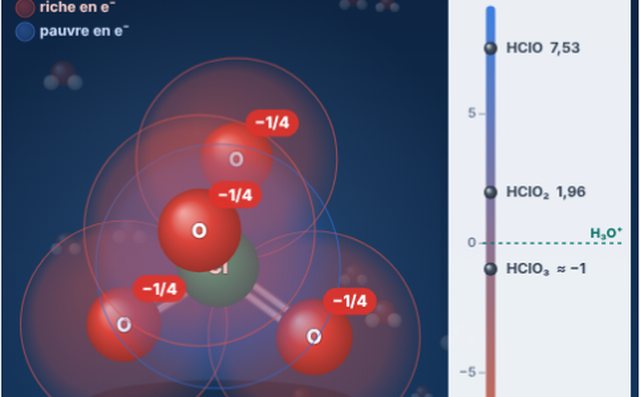 riche en e⁻
pauvre en e⁻
−1/4
O
−1/4
O
Cl
−1/4
−1/4
O
O
HClO 7,53
5
HClO₂ 1,96
H₃O⁺
0
HClO₃ ≈ −1
−5